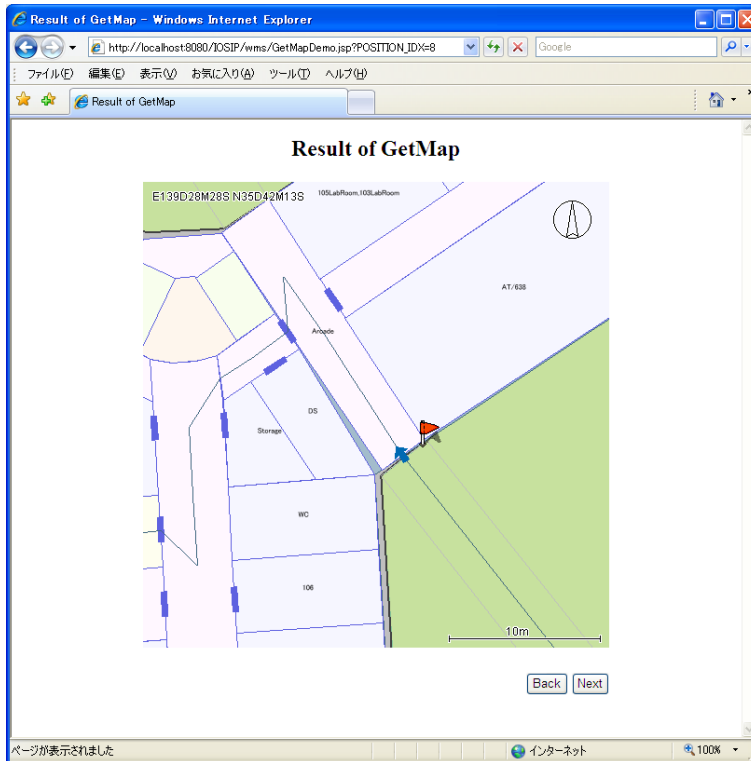 Result of GetMap - Windows Internet Explorer
http://localhost:8080/IOSIP/wms/GetMapDemo.jsp?POSITION_IDX=8
Google
ファイル(F) 編集(E) 表示(V) お気に入り(A) ツール(T) ヘルプ(H)
Result of GetMap
Result of GetMap
E139D28M28S N35D42M13S
105LabRoom,103LabRoom
AT/638
Arcade
DS
Storage
WC
106
10m
Back Next
ページが表示されました
インターネット
100%